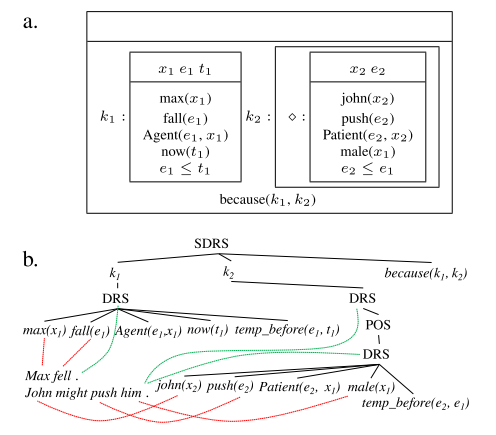 a.
x₁ e₁ t₁
x₂ e₂
k₁ :
max(x₁)
fall(e₁)
Agent(e₁, x₁)
now(t₁)
e₁ ≤ t₁
k₂ :
◇ :
john(x₂)
push(e₂)
Patient(e₂, x₂)
male(x₁)
e₂ ≤ e₁
because(k₁, k₂)
b.
SDRS
k₁ k₂ because(k₁, k₂)
DRS DRS
POS
max(x₁) fall(e₁) Agent(e₁,x₁) now(t₁) temp_before(e₁, t₁)
DRS
Max fell .
john(x₂) push(e₂) Patient(e₂, x₁) male(x₁)
John might push him .
temp_before(e₂, e₁)